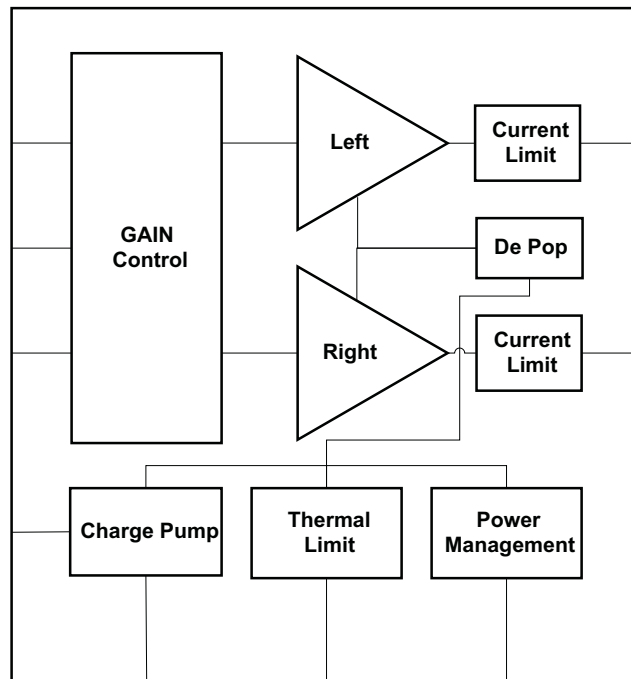 Left
Current
Limit
GAIN
Control
De Pop
Right
Current
Limit
Charge Pump
Thermal
Limit
Power
Management